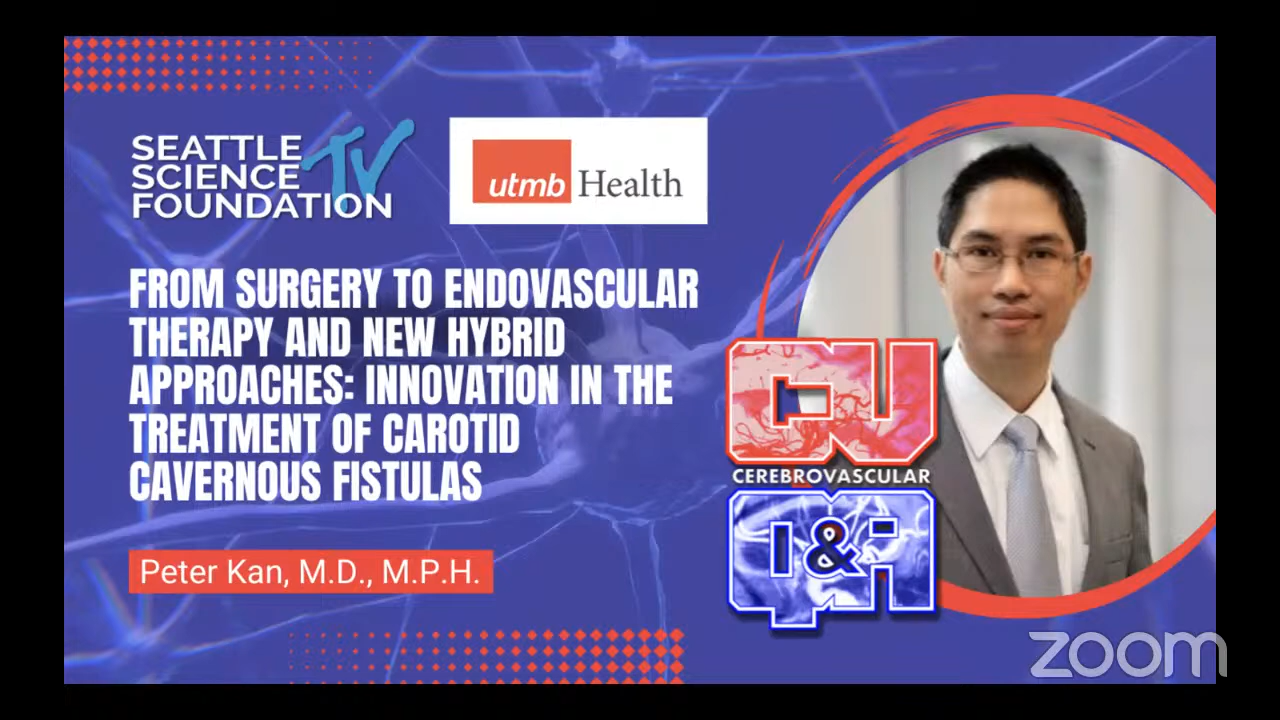 SEATTLE
SCIENCE
FOUNDATION
TV
utmb Health
FROM SURGERY TO ENDOVASCULAR
THERAPY AND NEW HYBRID
APPROACHES: INNOVATION IN THE
TREATMENT OF CAROTID
CAVERNOUS FISTULAS
Peter Kan, M.D., M.P.H.
CV
CEREBROVASCULAR
Q&A
zoom